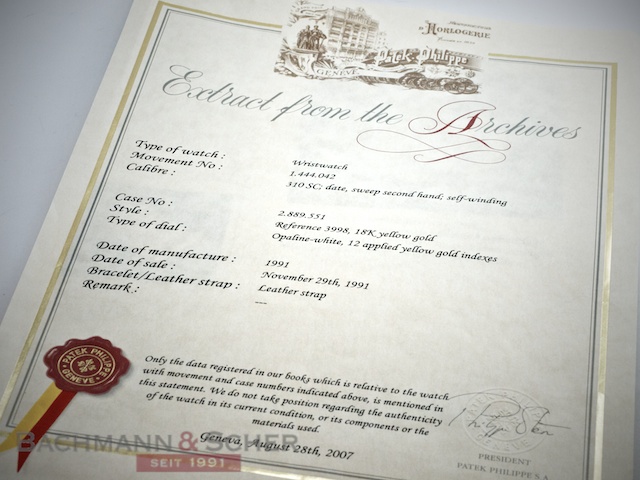 D'HORLOGERIE
GENÈVE
Patek Philippe
Extract from the Archives
Type of watch : Wristwatch
Movement No : 1.444.042
Calibre : 310 SC; date, sweep second hand; self-winding
Case No : 2.889.551
Style : Reference 3998, 18K yellow gold
Type of dial : Opaline-white, 12 applied yellow gold indexes
Date of manufacture : 1991
Date of sale : November 29th, 1991
Bracelet/Leather strap : Leather strap
Remark : ---
Only the data registered in our books which is relative to the watch
with movement and case numbers indicated above, is mentioned in
this statement. We do not take position regarding the authenticity
of the watch in its current condition, or its components or the
materials used.
Geneva, August 28th, 2007
PATEK PHILIPPE
GENEVE
PRESIDENT
PATEK PHILIPPE S.A.
BACHMANN & SCHER
SEIT 1991